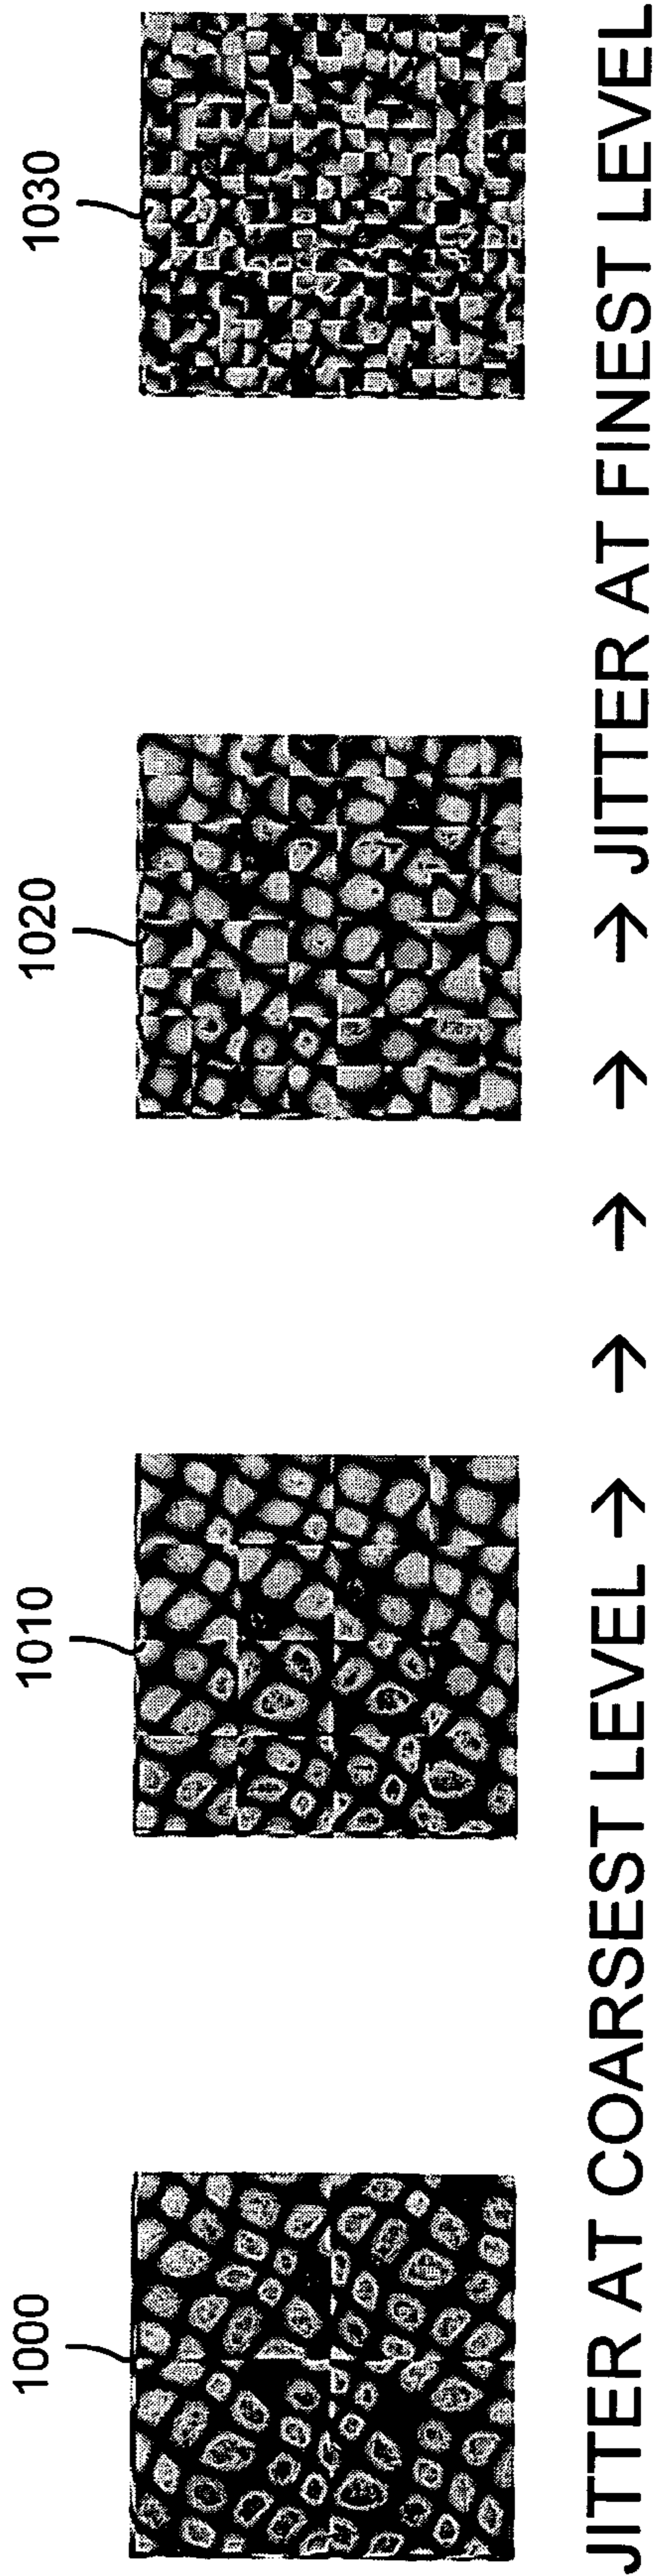 1000
1010
1020
1030
JITTER AT COARSEST LEVEL → → → → → JITTER AT FINEST LEVEL